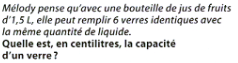 Mélody pense qu'avec une bouteille de jus de fruits
d'1,5 L, elle peut remplir 6 verres identiques avec
la même quantité de liquide.
Quelle est, en centilitres, la capacité
d'un verre ?